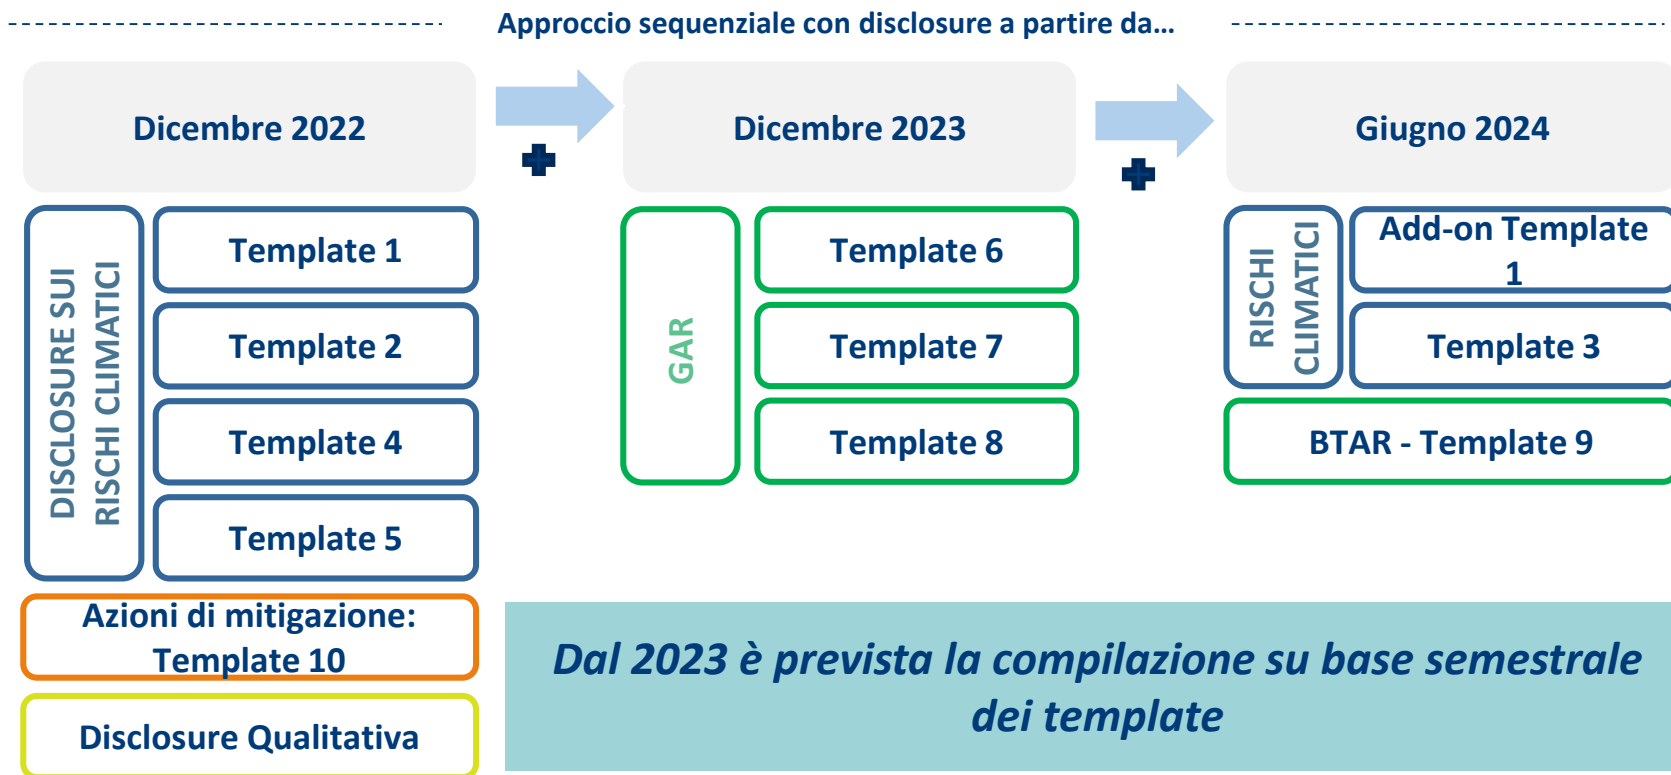 Approccio sequenziale con disclosure a partire da...
Dicembre 2022
Dicembre 2023
Giugno 2024
DISCLOSURE SUI
RISCHI CLIMATICI
Template 1
Template 2
Template 4
Template 5
Azioni di mitigazione:
Template 10
Disclosure Qualitativa
GAR
Template 6
Template 7
Template 8
RISCHI
CLIMATICI
Add-on Template
1
Template 3
BTAR - Template 9
Dal 2023 è prevista la compilazione su base semestrale
dei template